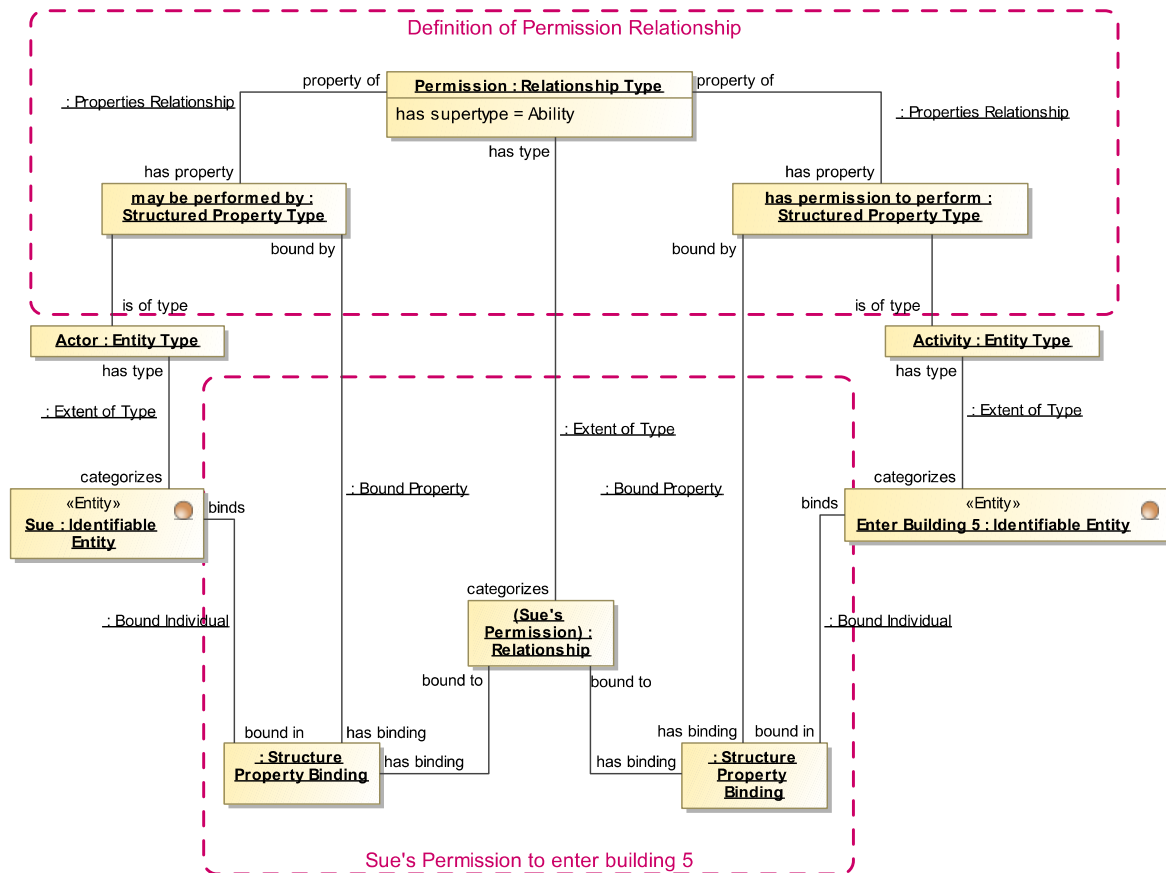 Definition of Permission Relationship
property of
Permission : Relationship Type
property of
has supertype = Ability
: Properties Relationship
: Properties Relationship
has type
has property
has property
may be performed by :
Structured Property Type
has permission to perform :
Structured Property Type
bound by
bound by
is of type
is of type
Actor : Entity Type
Activity : Entity Type
has type
has type
: Extent of Type
: Extent of Type
: Extent of Type
categorizes
categorizes
: Bound Property
: Bound Property
«Entity»
Sue : Identifiable
Entity
binds
binds
«Entity»
Enter Building 5 : Identifiable Entity
categorizes
(Sue's
Permission) :
Relationship
: Bound Individual
: Bound Individual
bound to
bound to
bound in
has binding
has binding
bound in
: Structure
Property Binding
has binding
has binding
: Structure
Property
Binding
Sue's Permission to enter building 5